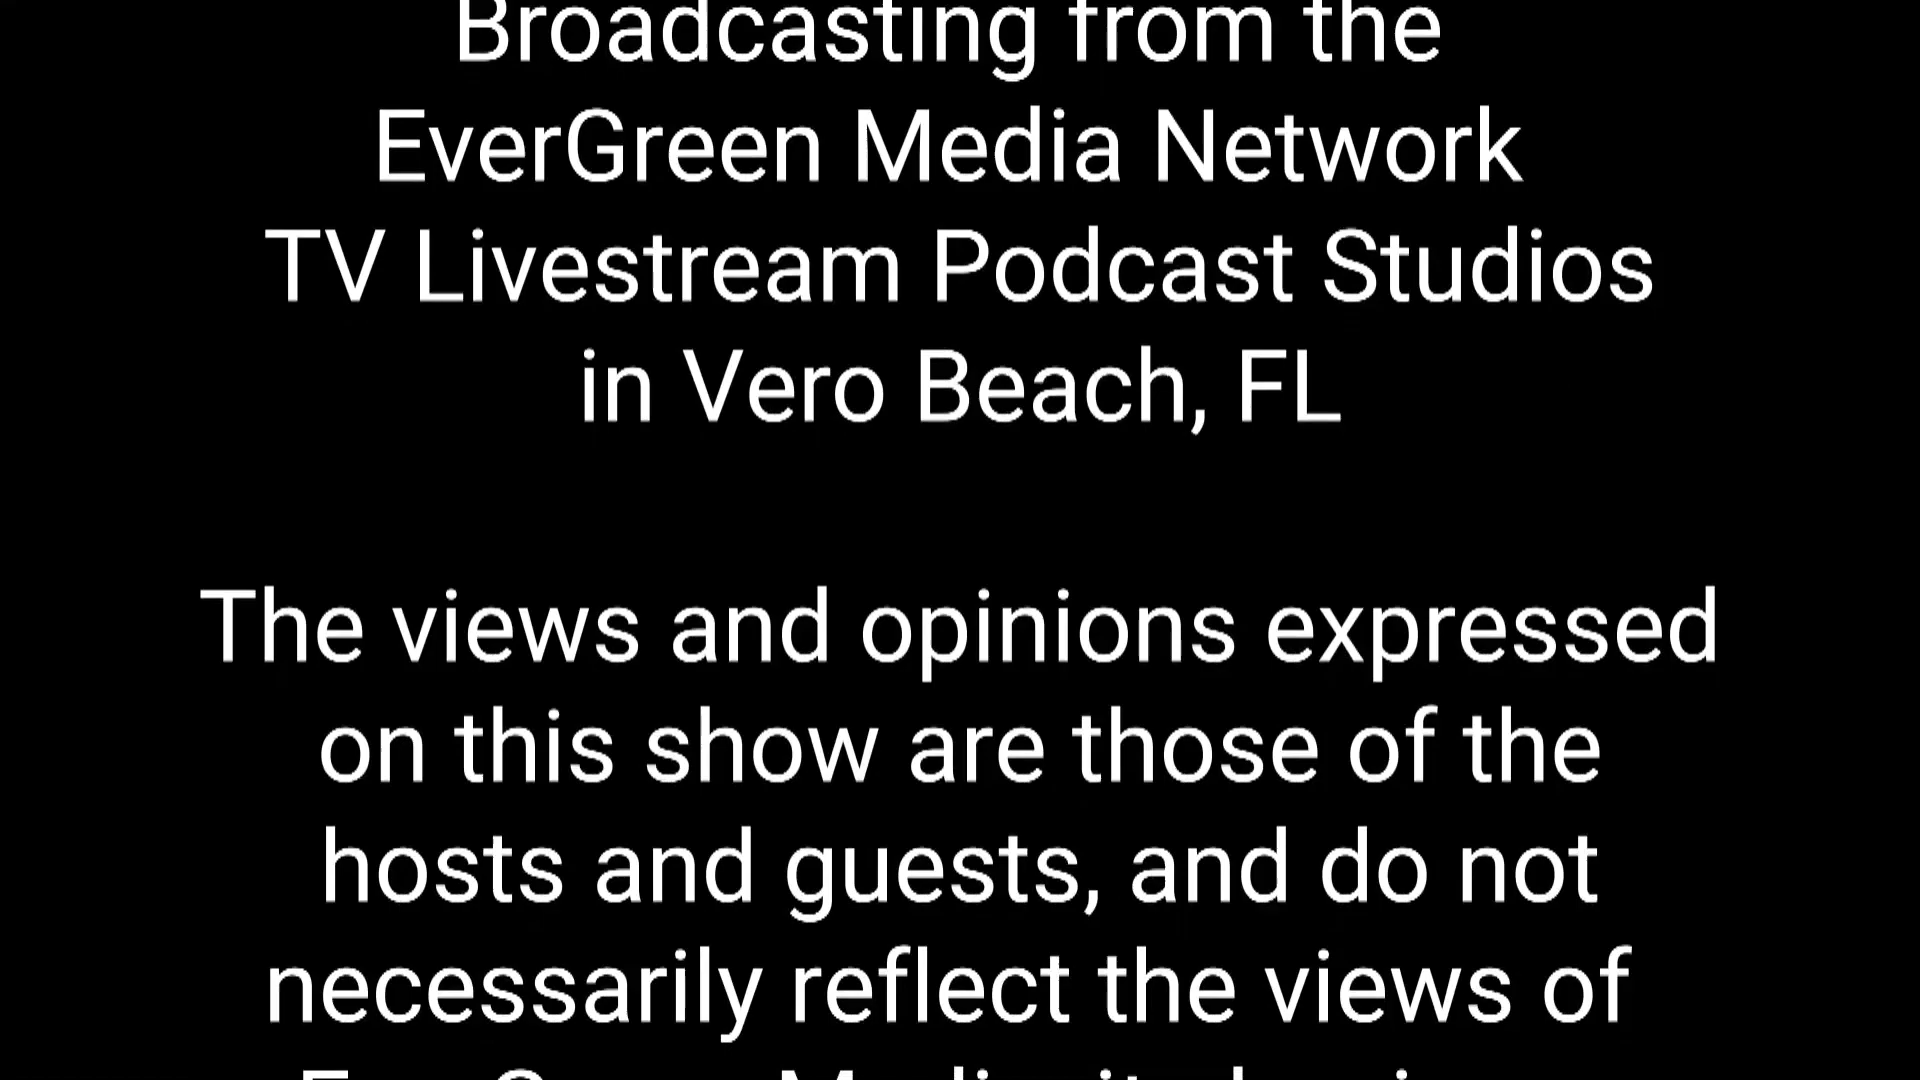 Broadcasting from the
EverGreen Media Network
TV Livestream Podcast Studios
in Vero Beach, FL
The views and opinions expressed
on this show are those of the
hosts and guests, and do not
necessarily reflect the views of